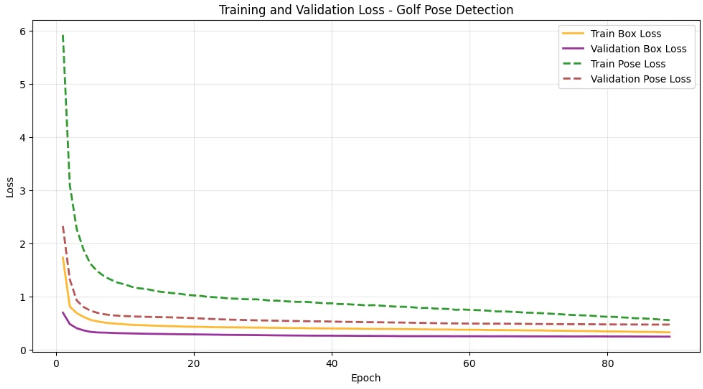 Training and Validation Loss - Golf Pose Detection
Train Box Loss
Validation Box Loss
Train Pose Loss
Validation Pose Loss
6
5
4
3
2
1
0
Loss
0 20 40 60 80
Epoch